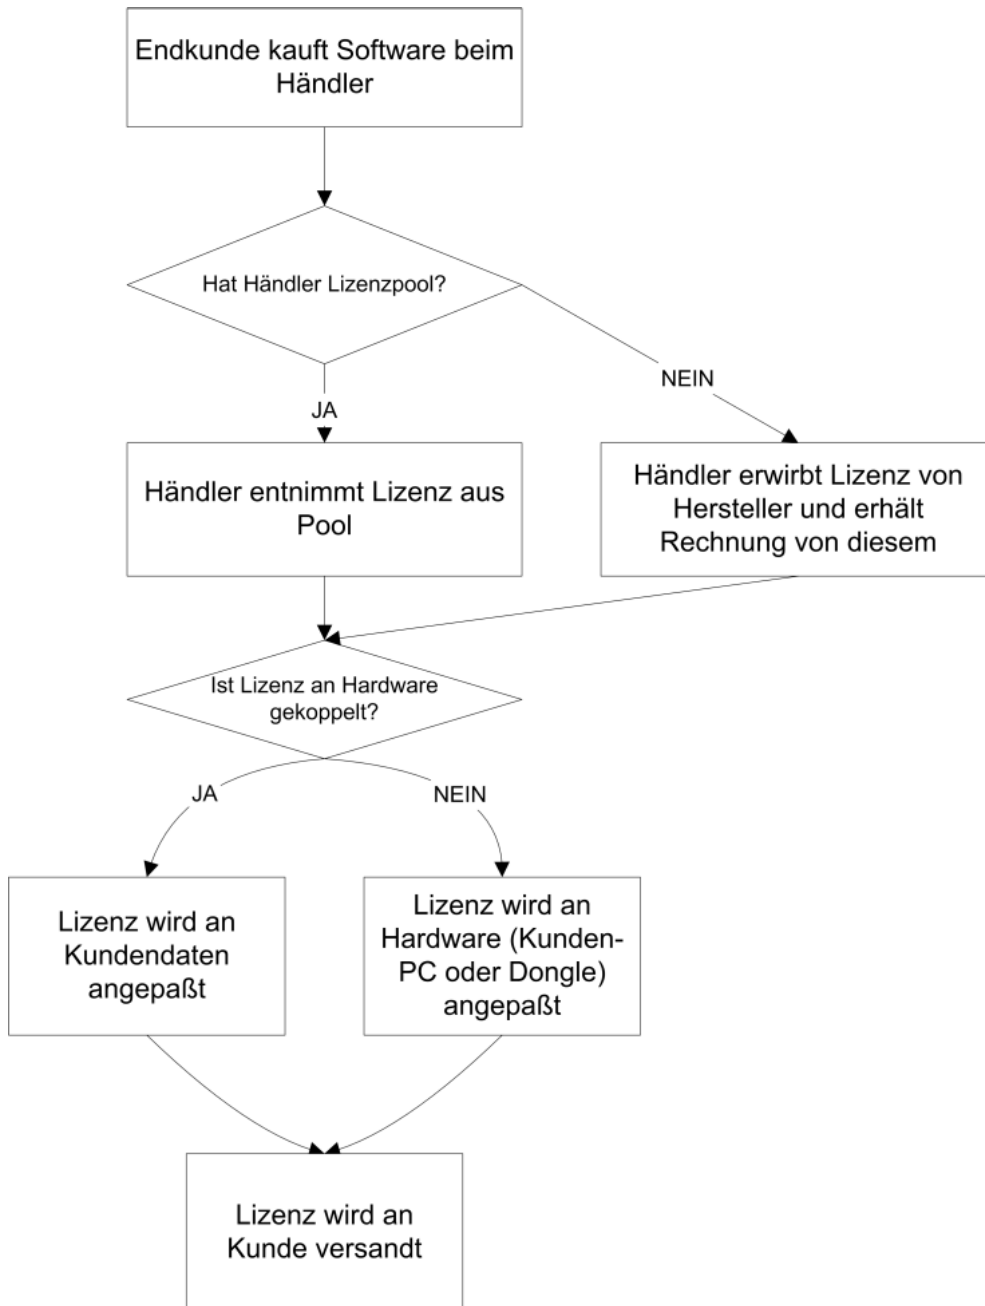 Endkunde kauft Software beim
Händler
Hat Händler Lizenzpool?
NEIN
JA
Händler entnimmt Lizenz aus
Pool
Händler erwirbt Lizenz von
Hersteller und erhält
Rechnung von diesem
Ist Lizenz an Hardware
gekoppelt?
JA
NEIN
Lizenz wird an
Kundendaten
angepaßt
Lizenz wird an
Hardware (Kunden-
PC oder Dongle)
angepaßt
Lizenz wird an
Kunde versandt